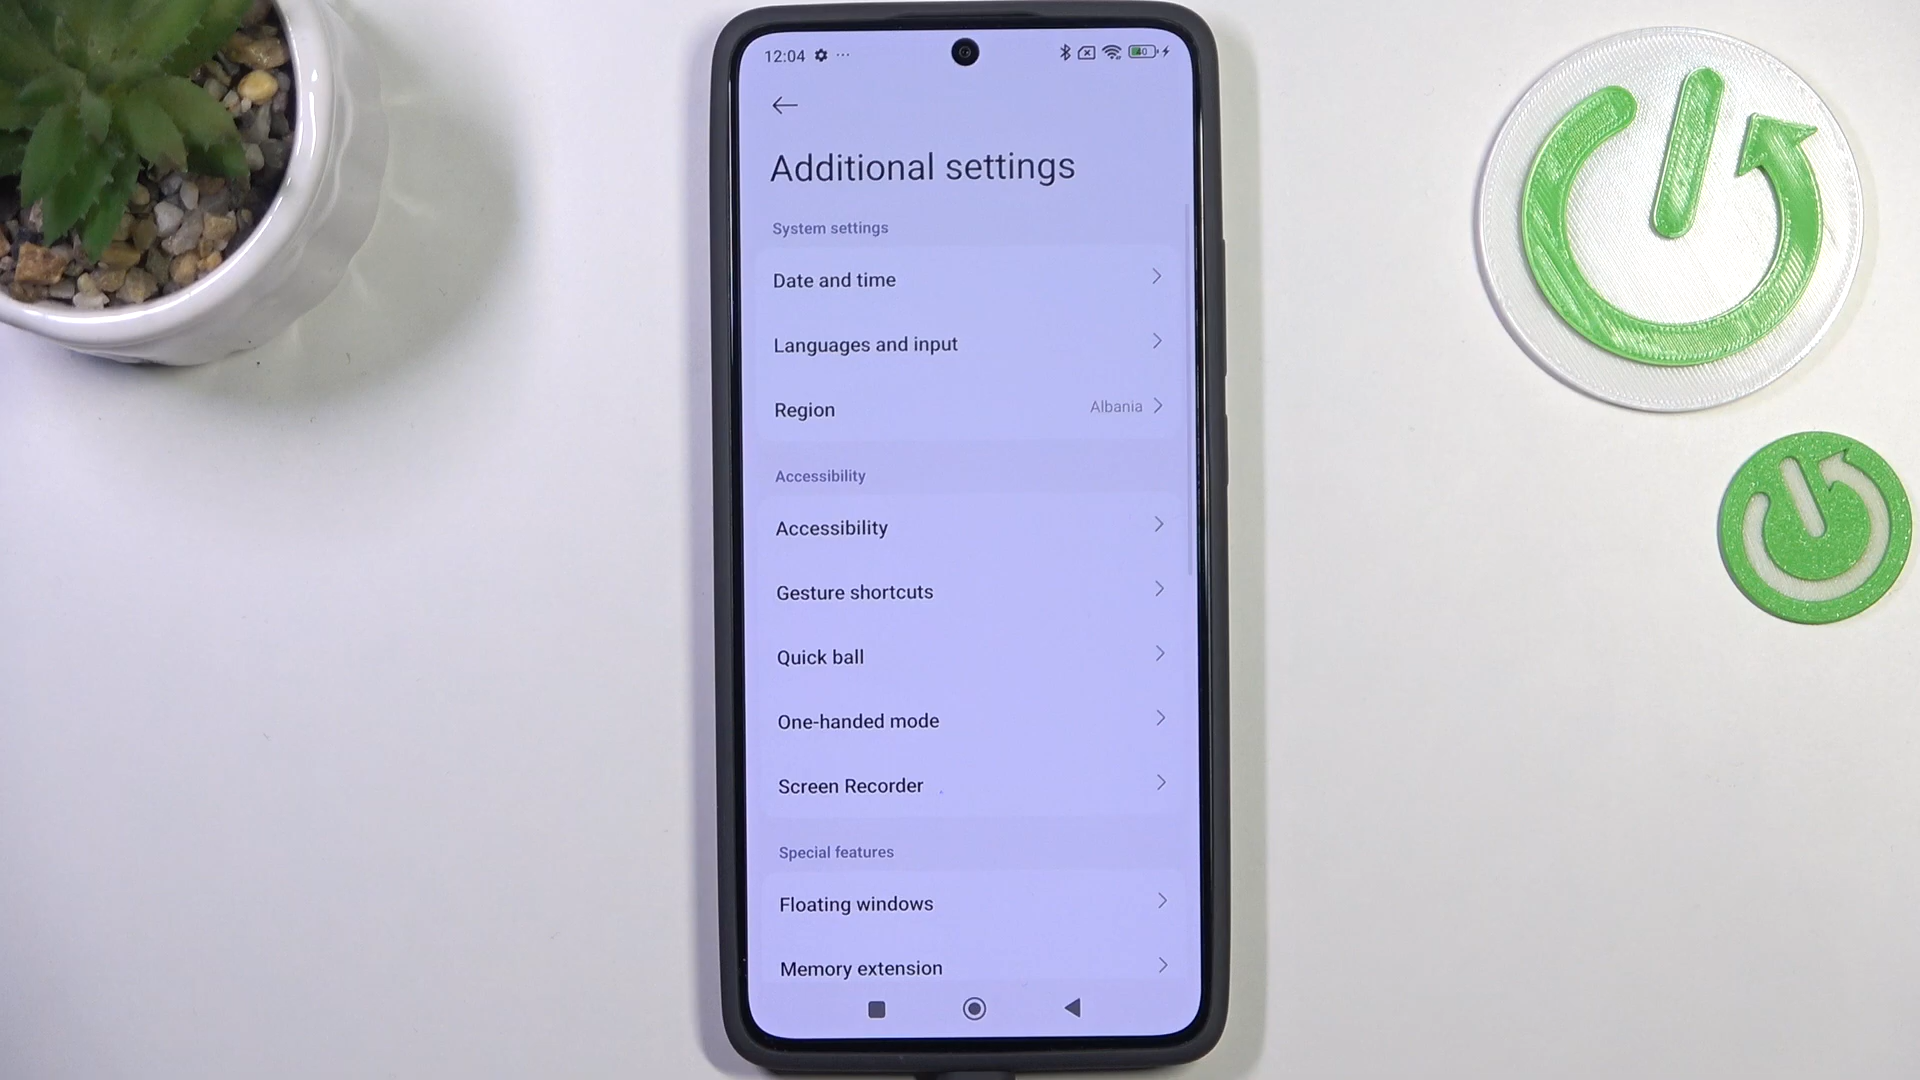 12:04 ...
40
Additional settings
System settings
Date and time
Languages and input
Region Albania
Accessibility
Accessibility
Gesture shortcuts
Quick ball
One-handed mode
Screen Recorder
Special features
Floating windows
Memory extension